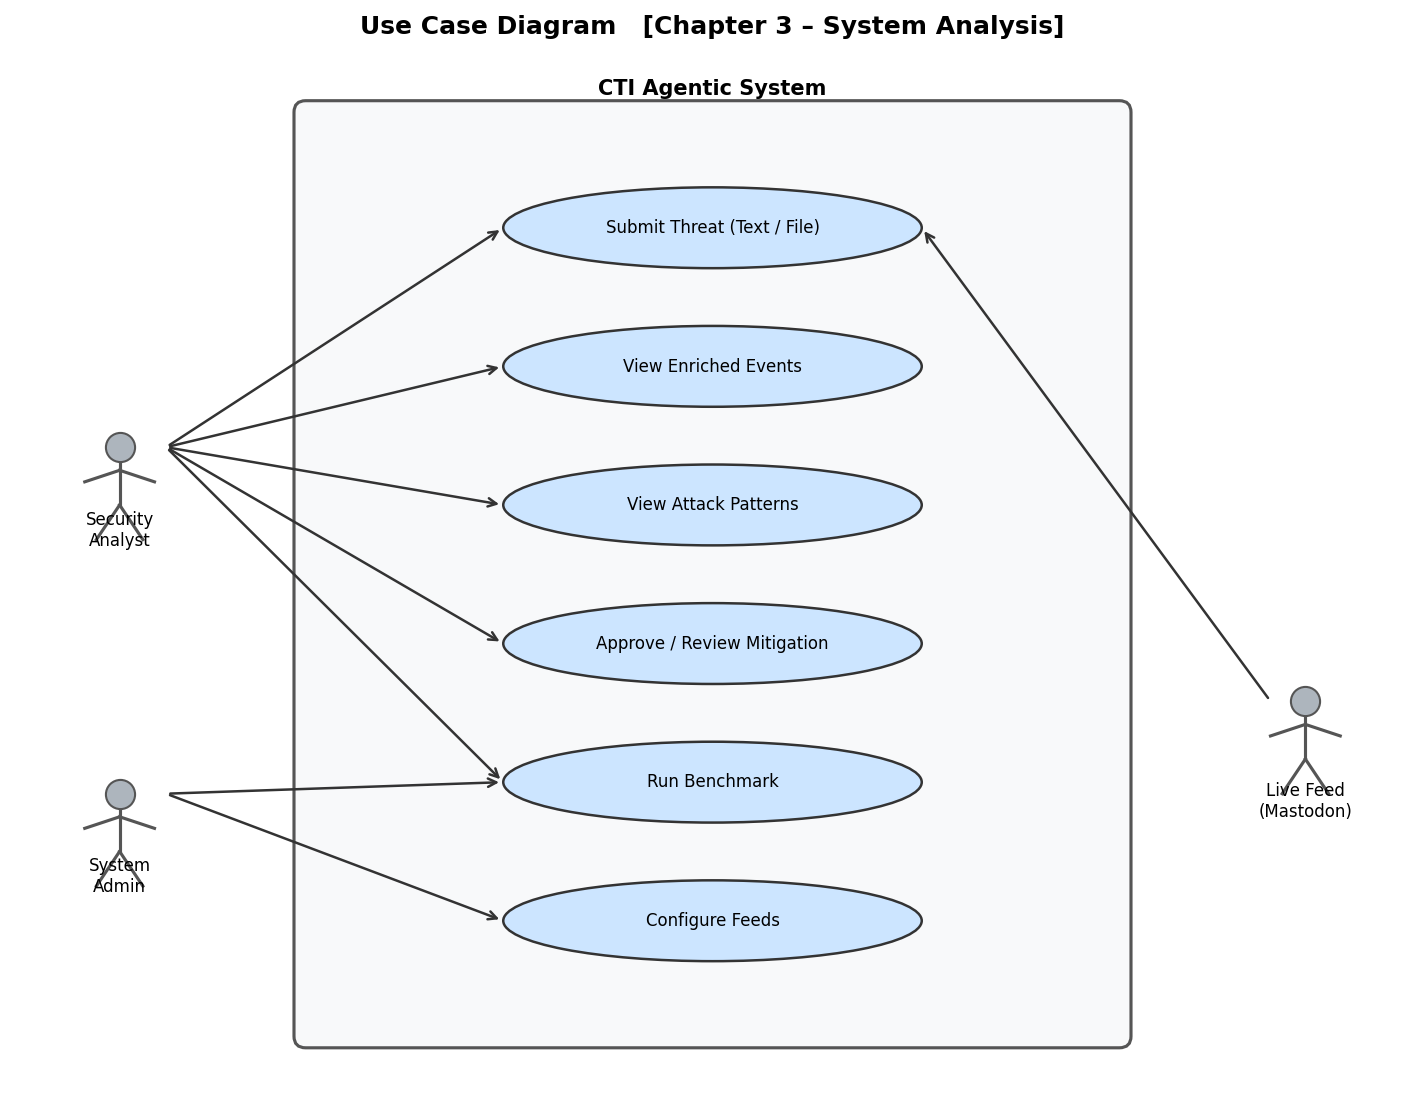 Use Case Diagram   [Chapter 3 – System Analysis]
CTI Agentic System
Submit Threat (Text / File)
View Enriched Events
View Attack Patterns
Approve / Review Mitigation
Run Benchmark
Configure Feeds
Security
Analyst
System
Admin
Live Feed
(Mastodon)